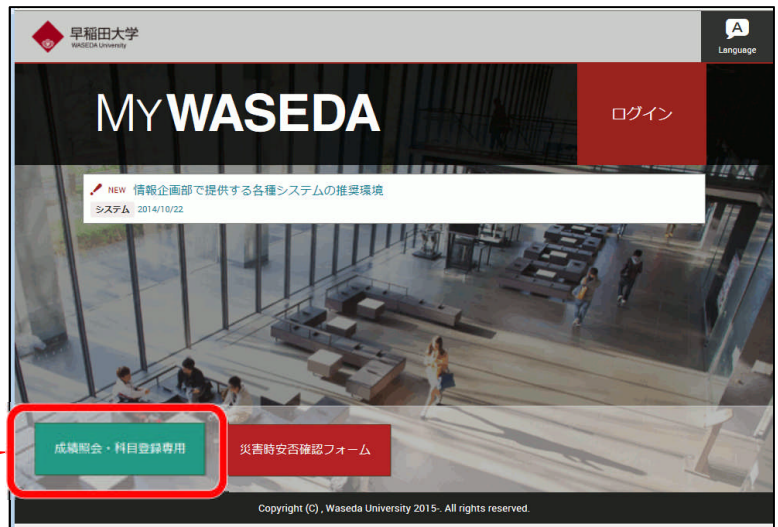 早稲田大学
WASEDA University
A
Language
MYWASEDA
ログイン
NEW 情報企画部で提供する各種システムの推奨環境
システム 2014/10/22
成績照会・科目登録専用
災害時安否確認フォーム
Copyright (C) , Waseda University 2015-. All rights reserved.